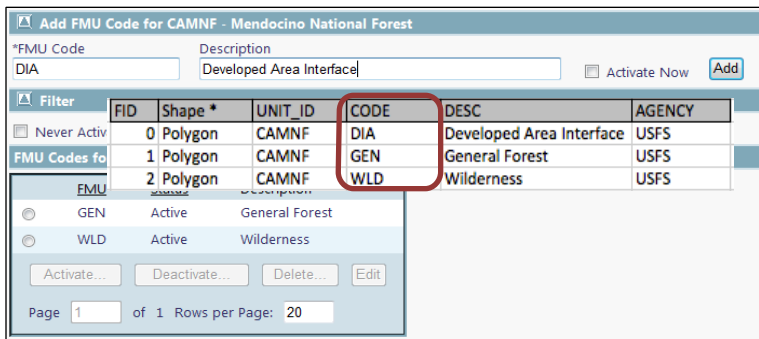 Add FMU Code for CAMNF - Mendocino National Forest
*FMU Code Description
DIA Developed Area Interface Activate Now Add
Filter
FID Shape * UNIT_ID CODE DESC AGENCY
Never Activ 0 Polygon CAMNF DIA Developed Area Interface USFS
FMU Codes fo 1 Polygon CAMNF GEN General Forest USFS
2 Polygon CAMNF WLD Wilderness USFS
FMU Status Description
GEN Active General Forest
WLD Active Wilderness
Activate... Deactivate... Delete... Edit
Page 1 of 1 Rows per Page: 20